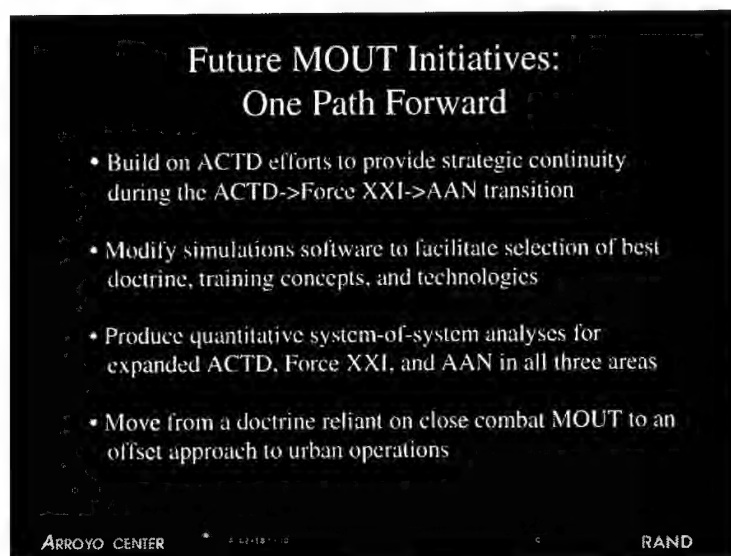 Future MOUT Initiatives:
One Path Forward
• Build on ACTD efforts to provide strategic continuity
during the ACTD->Force XXI->AAN transition
• Modify simulations software to facilitate selection of best
doctrine, training concepts, and technologies
• Produce quantitative system-of-system analyses for
expanded ACTD, Force XXI, and AAN in all three areas
• Move from a doctrine reliant on close combat MOUT to an
offset approach to urban operations
ARROYO CENTER
RAND